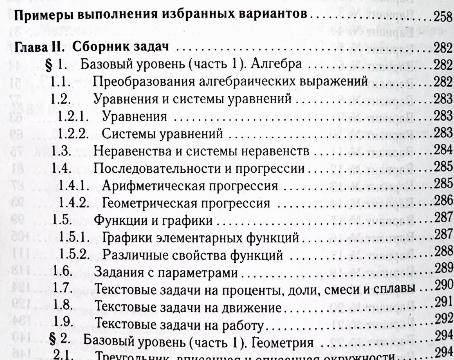 Примеры выполнения избранных вариантов ................ 258
Глава II. Сборник задач ................ 282
§ 1. Базовый уровень (часть 1). Алгебра ................ 282
1.1. Преобразования алгебраических выражений ................ 282
1.2. Уравнения и системы уравнений ................ 283
1.2.1. Уравнения ................ 283
1.2.2. Системы уравнений ................ 283
1.3. Неравенства и системы неравенств ................ 284
1.4. Последовательности и прогрессии ................ 285
1.4.1. Арифметическая прогрессия ................ 285
1.4.2. Геометрическая прогрессия ................ 286
1.5. Функции и графики ................ 287
1.5.1. Графики элементарных функций ................ 287
1.5.2. Различные свойства функций ................ 288
1.6. Задания с параметрами ................ 289
1.7. Текстовые задачи на проценты, доли, смеси и сплавы 290
1.8. Текстовые задачи на движение ................ 291
1.9. Текстовые задачи на работу ................ 292
§ 2. Базовый уровень (часть 1). Геометрия ................ 294
2.1. Треугольник, вписанная и описанная окружности ................ 294